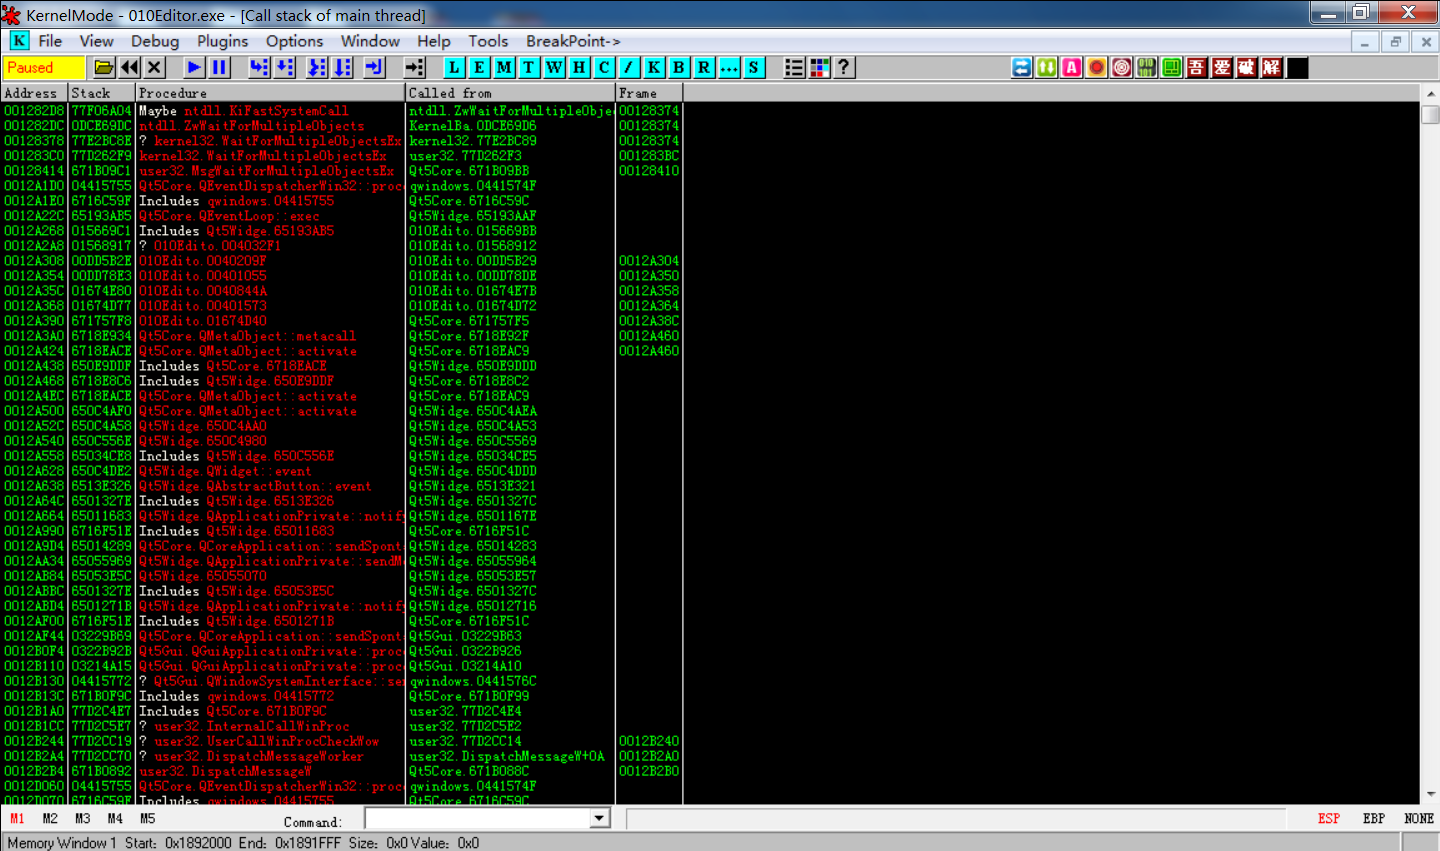 KernelMode - 010Editor.exe - [Call stack of main thread]
K File View Debug Plugins Options Window Help Tools BreakPoint->
Paused L E M T W H C / K B R ... S ? A 吾 爱 破 解
Address Stack Procedure Called from Frame
001282D8 77F06A04 Maybe ntdll.KiFastSystemCall ntdll.ZwWaitForMultipleObje 00128374
001282DC 0DCE69DC ntdll.ZwWaitForMultipleObjects KernelBa.0DCE69D6 00128374
00128378 77E2BC8E ? kernel32.WaitForMultipleObjectsEx kernel32.77E2BC89 00128374
001283C0 77D262F9 kernel32.WaitForMultipleObjectsEx user32.77D262F3 001283BC
00128414 671B09C1 user32.MsgWaitForMultipleObjectsEx Qt5Core.671B09BB 00128410
0012A1D0 04415755 Qt5Core.QEventDispatcherWin32::proc qwindows.0441574F
0012A1E0 6716C59F Includes qwindows.04415755 Qt5Core.6716C59C
0012A22C 65193AB5 Qt5Core.QEventLoop::exec Qt5Widge.65193AAF
0012A268 015669C1 Includes Qt5Widge.65193AB5 010Edito.015669BB
0012A2A8 01568917 ? 010Edito.004032F1 010Edito.01568912
0012A308 00DD5B2E 010Edito.0040209F 010Edito.00DD5B29 0012A304
0012A354 00DD78E3 010Edito.00401055 010Edito.00DD78DE 0012A350
0012A35C 01674E80 010Edito.0040844A 010Edito.01674E7B 0012A358
0012A368 01674D77 010Edito.00401573 010Edito.01674D72 0012A364
0012A390 671757F8 010Edito.01674D40 Qt5Core.671757F5 0012A38C
0012A3A0 6718E934 Qt5Core.QMetaObject::metacall Qt5Core.6718E92F 0012A460
0012A424 6718EACE Qt5Core.QMetaObject::activate Qt5Core.6718EAC9 0012A460
0012A438 650E9DDF Includes Qt5Core.6718EACE Qt5Widge.650E9DDD
0012A468 6718E8C6 Includes Qt5Widge.650E9DDF Qt5Core.6718E8C2
0012A4EC 6718EACE Qt5Core.QMetaObject::activate Qt5Core.6718EAC9
0012A500 650C4AF0 Qt5Core.QMetaObject::activate Qt5Widge.650C4AEA
0012A52C 650C4A58 Qt5Widge.650C4AA0 Qt5Widge.650C4A53
0012A540 650C556E Qt5Widge.650C4980 Qt5Widge.650C5569
0012A558 65034CE8 Includes Qt5Widge.650C556E Qt5Widge.65034CE5
0012A628 650C4DE2 Qt5Widge.QWidget::event Qt5Widge.650C4DDD
0012A638 6513E326 Qt5Widge.QAbstractButton::event Qt5Widge.6513E321
0012A64C 6501327E Includes Qt5Widge.6513E326 Qt5Widge.6501327C
0012A664 65011683 Qt5Widge.QApplicationPrivate::notify Qt5Widge.6501167E
0012A990 6716F51E Includes Qt5Widge.65011683 Qt5Core.6716F51C
0012A9D4 65014289 Qt5Core.QCoreApplication::sendSpont Qt5Widge.65014283
0012AA34 65055969 Qt5Widge.QApplicationPrivate::sendM Qt5Widge.65055964
0012AB84 65053E5C Qt5Widge.65055070 Qt5Widge.65053E57
0012ABBC 6501327E Includes Qt5Widge.65053E5C Qt5Widge.6501327C
0012ABD4 6501271B Qt5Widge.QApplicationPrivate::notify Qt5Widge.65012716
0012AF00 6716F51E Includes Qt5Widge.6501271B Qt5Core.6716F51C
0012AF44 03229B69 Qt5Core.QCoreApplication::sendSpont Qt5Gui.03229B63
0012B0F4 0322B92B Qt5Gui.QGuiApplicationPrivate::proc Qt5Gui.0322B926
0012B110 03214A15 Qt5Gui.QGuiApplicationPrivate::proc Qt5Gui.03214A10
0012B130 04415772 ? Qt5Gui.QWindowSystemInterface::se qwindows.0441576C
0012B13C 671B0F9C Includes qwindows.04415772 Qt5Core.671B0F99
0012B1A0 77D2C4E7 Includes Qt5Core.671B0F9C user32.77D2C4E4
0012B1CC 77D2C5E7 ? user32.InternalCallWinProc user32.77D2C5E2
0012B244 77D2CC19 ? user32.UserCallWinProcCheckWow user32.77D2CC14 0012B240
0012B2A4 77D2CC70 ? user32.DispatchMessageWorker user32.DispatchMessageW+0A 0012B2A0
0012B2B4 671B0892 user32.DispatchMessageW Qt5Core.671B088C 0012B2B0
0012D060 04415755 Qt5Core.QEventDispatcherWin32::proc qwindows.0441574F
0012D070 6716C59F Includes qwindows.04415755 Qt5Core.6716C59C
M1 M2 M3 M4 M5 Command: ESP EBP NONE
Memory Window 1 Start: 0x1892000 End: 0x1891FFF Size: 0x0 Value: 0x0